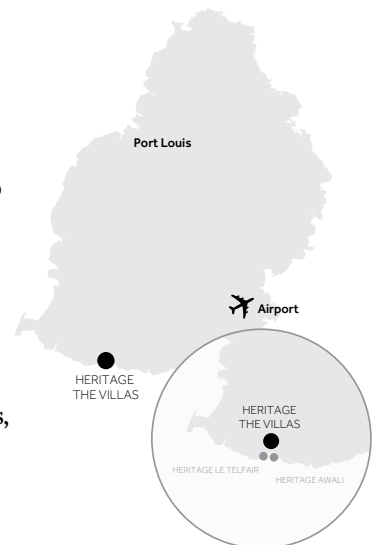 Port Louis
Airport
HERITAGE
THE VILLAS
HERITAGE
THE VILLAS
HERITAGE LE TELFAIR
HERITAGE AWALI